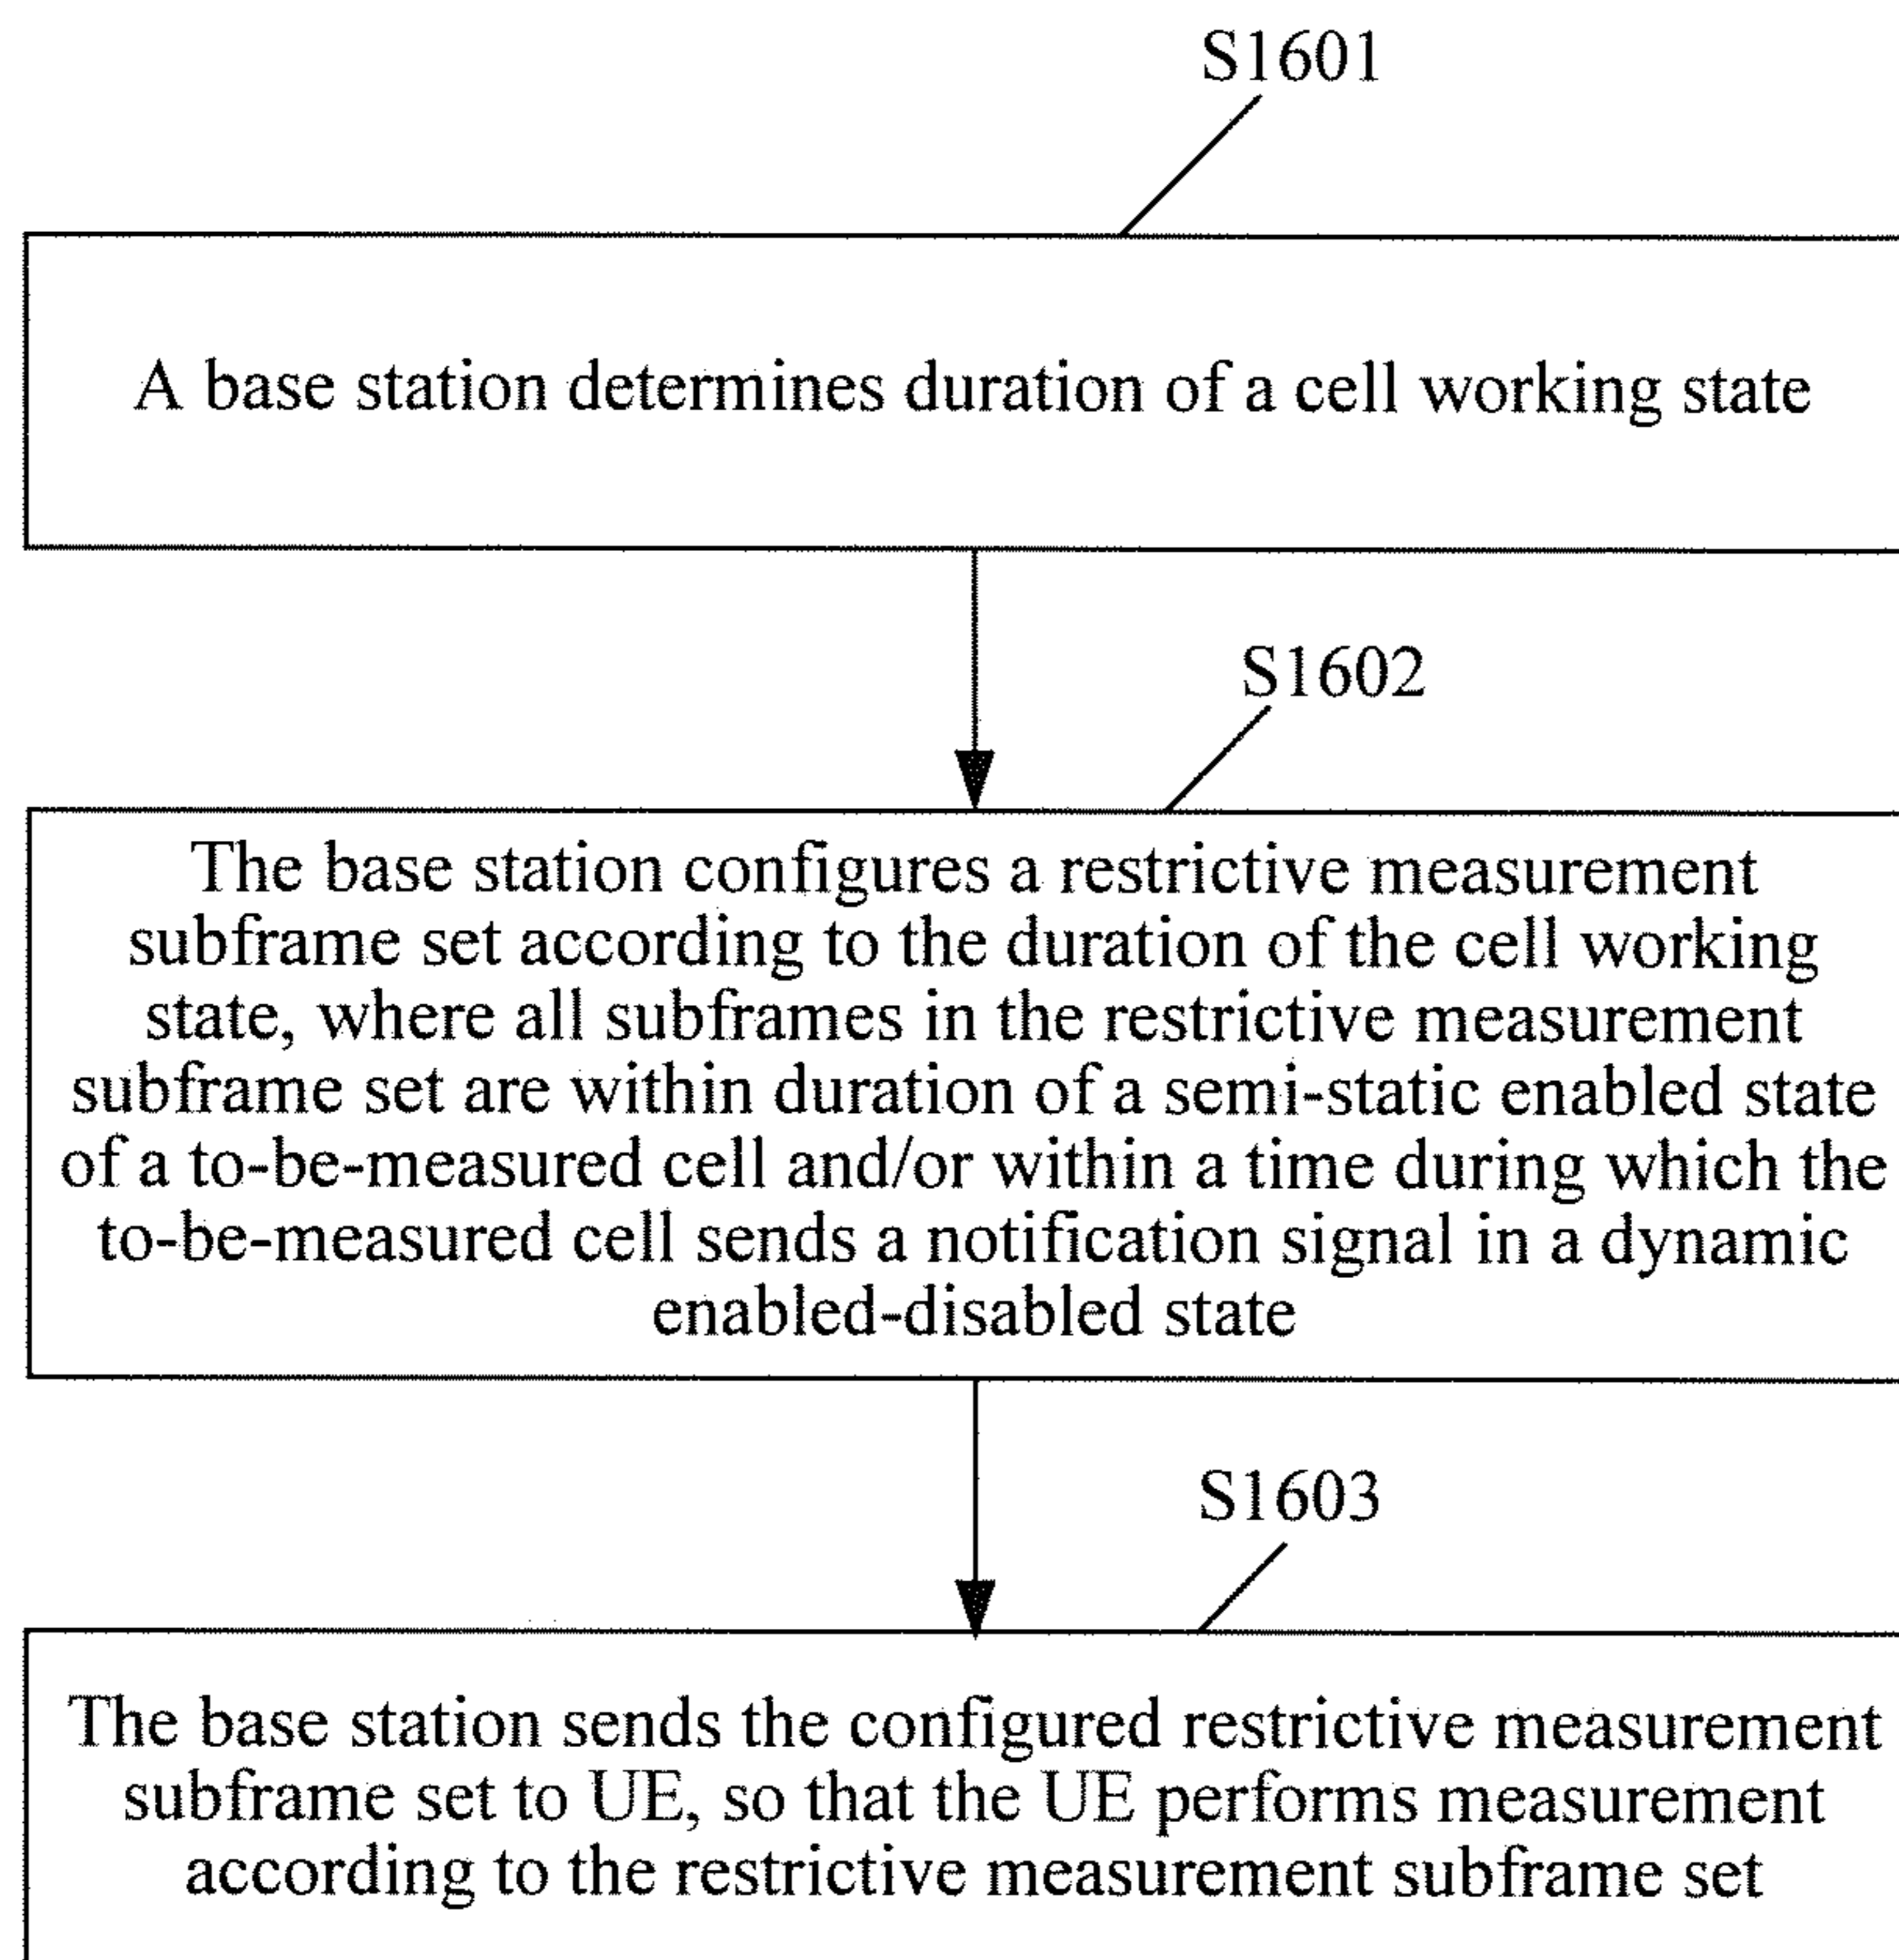 S1601
A base station determines duration of a cell working state
S1602
The base station configures a restrictive measurement
subframe set according to the duration of the cell working
state, where all subframes in the restrictive measurement
subframe set are within duration of a semi-static enabled state
of a to-be-measured cell and/or within a time during which the
to-be-measured cell sends a notification signal in a dynamic
enabled-disabled state
S1603
The base station sends the configured restrictive measurement
subframe set to UE, so that the UE performs measurement
according to the restrictive measurement subframe set